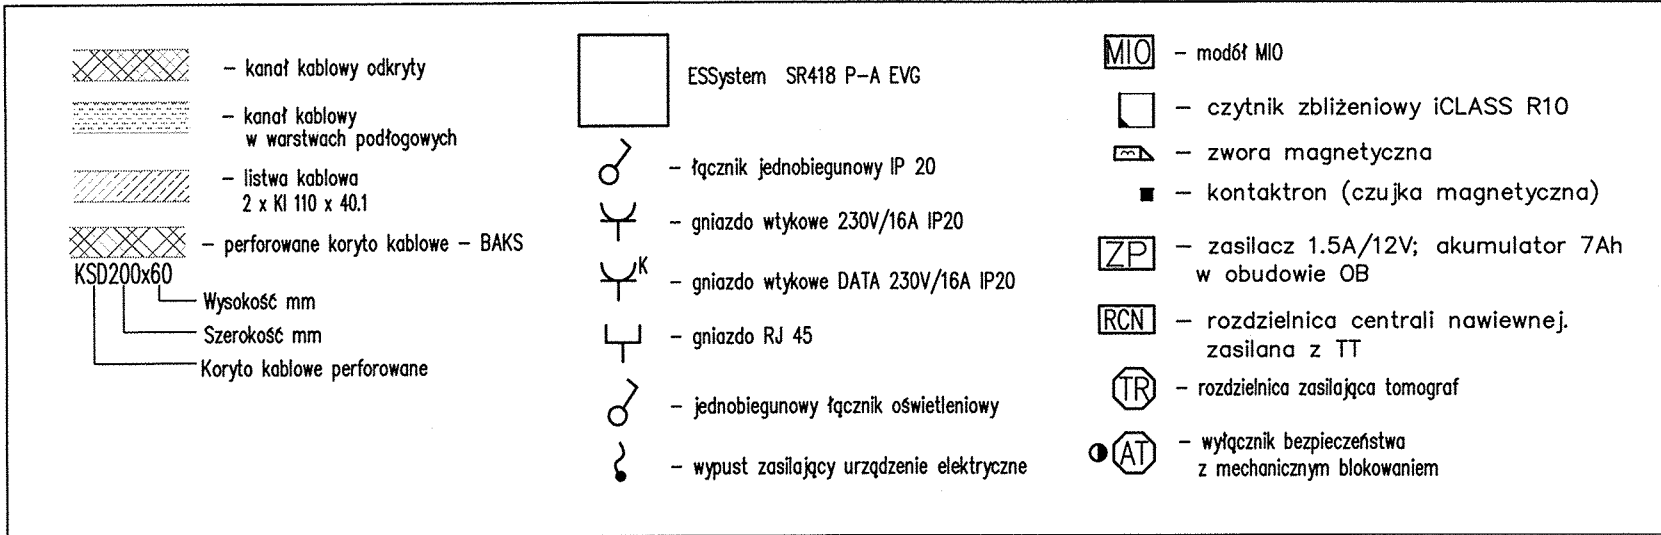 – kanał kablowy odkryty
– kanał kablowy
w warstwach podłogowych
– listwa kablowa
2 x KI 110 x 40.1
– perforowane koryto kablowe – BAKS
KSD200x60
Wysokość mm
Szerokość mm
Koryto kablowe perforowane
ESSystem SR418 P–A EVG
– łącznik jednobiegunowy IP 20
– gniazdo wtykowe 230V/16A IP20
K
– gniazdo wtykowe DATA 230V/16A IP20
– gniazdo RJ 45
– jednobiegunowy łącznik oświetleniowy
– wypust zasilający urządzenie elektryczne
MIO – modół MIO
– czytnik zbliżeniowy iCLASS R10
– zwora magnetyczna
– kontaktron (czujka magnetyczna)
ZP – zasilacz 1.5A/12V; akumulator 7Ah
w obudowie OB
RCN – rozdzielnica centrali nawiewnej.
zasilana z TT
TR – rozdzielnica zasilająca tomograf
AT – wyłącznik bezpieczeństwa
z mechanicznym blokowaniem